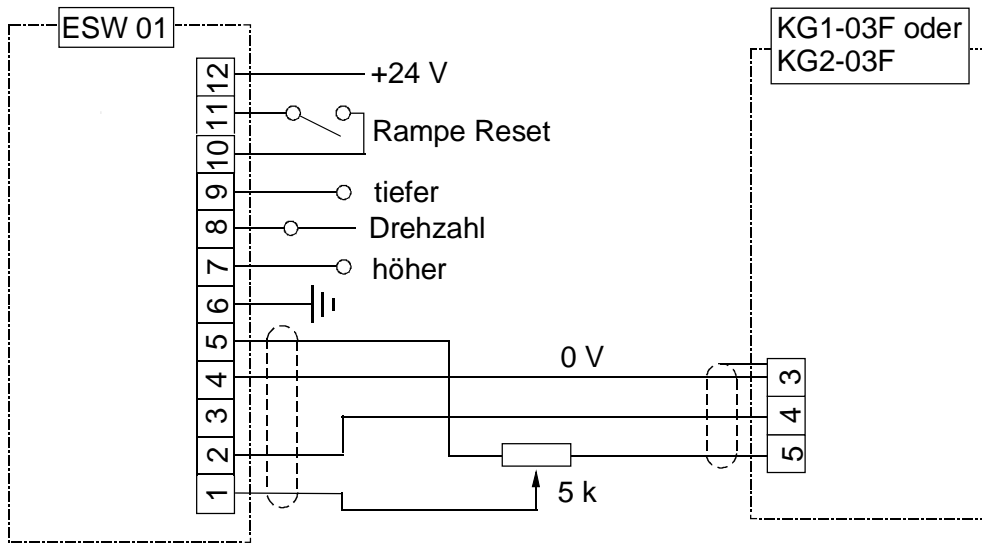 ESW 01
KG1-03F oder
KG2-03F
12
+24 V
11
Rampe Reset
10
9
tiefer
8
Drehzahl
7
höher
6
5
0 V
4
3
3
4
2
5
1
5 k